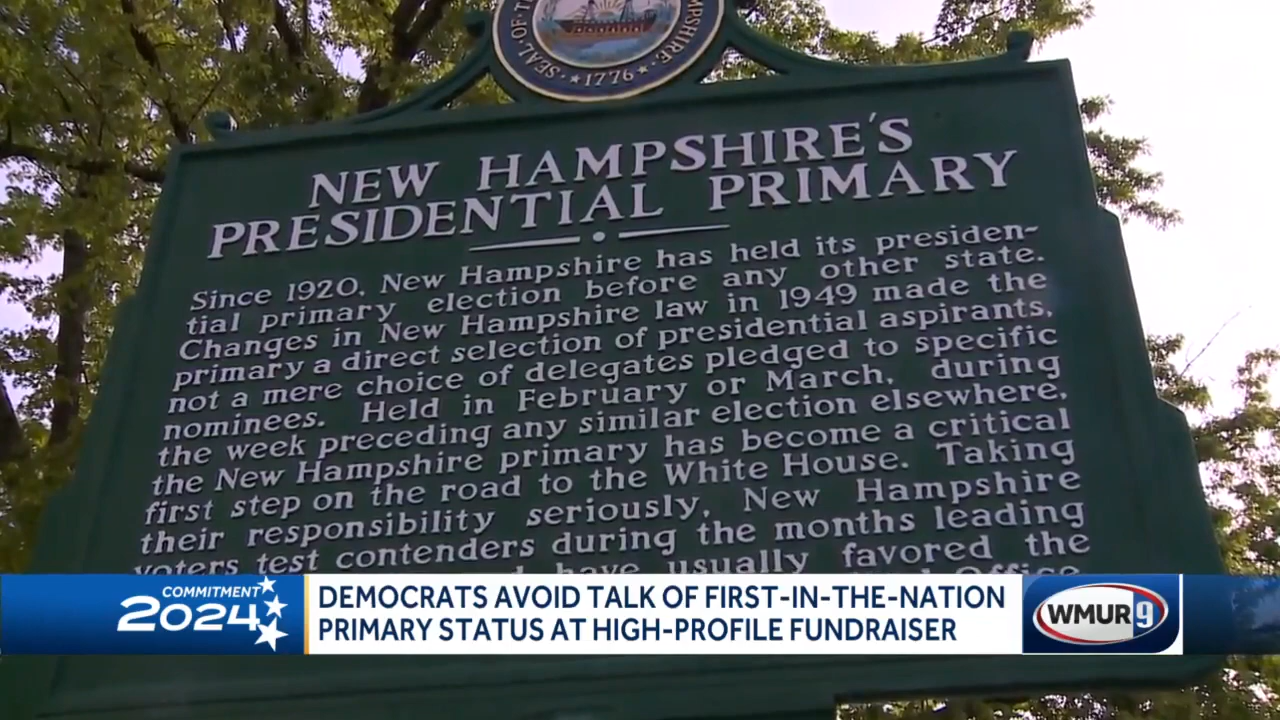 SEAL OF TH
MPSHIRE
1776
NEW HAMPSHIRE'S
PRESIDENTIAL PRIMARY
Since 1920, New Hampshire has held its presiden-
tial primary election before any other state.
Changes in New Hampshire law in 1949 made the
primary a direct selection of presidential aspirants,
not a mere choice of delegates pledged to specific
nominees. Held in February or March, during
the week preceding any similar election elsewhere,
the New Hampshire primary has become a critical
first step on the road to the White House. Taking
their responsibility seriously, New Hampshire
voters test contenders during the months leading
have usually favored the
Office
COMMITMENT
2024
DEMOCRATS AVOID TALK OF FIRST-IN-THE-NATION
PRIMARY STATUS AT HIGH-PROFILE FUNDRAISER
WMUR 9